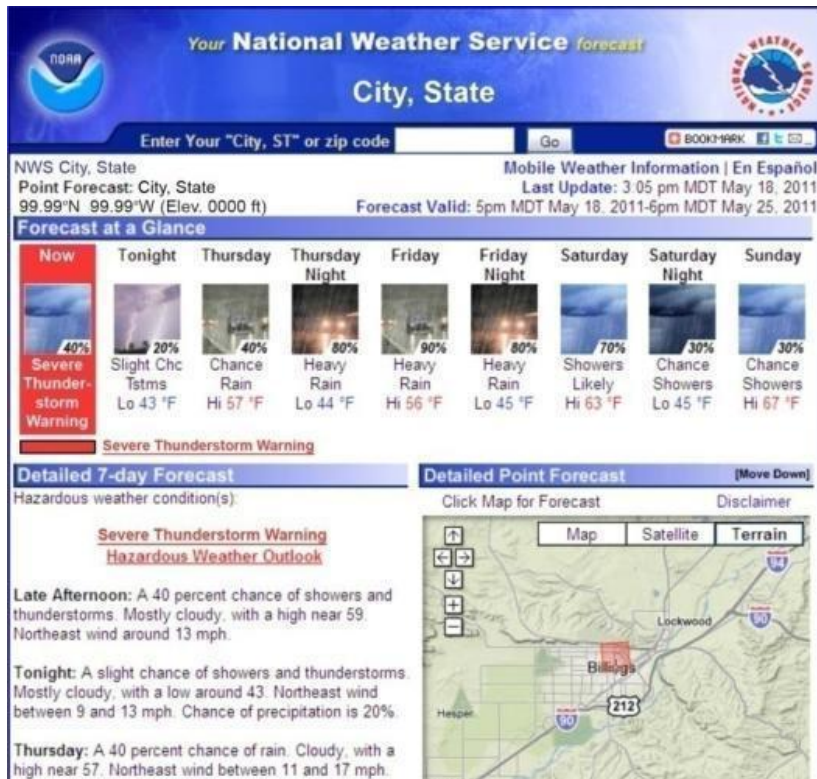 NOAA
Your National Weather Service forecast
City, State
NATIONAL WEATHER SERVICE
Enter Your "City, ST" or zip code
Go
BOOKMARK
NWS City, State
Mobile Weather Information | En Español
Point Forecast: City, State
Last Update: 3:05 pm MDT May 18, 2011
99.99°N 99.99°W (Elev. 0000 ft)
Forecast Valid: 5pm MDT May 18, 2011-6pm MDT May 25, 2011
Forecast at a Glance
Now
40%
Severe
Thunder-
storm
Warning
Tonight
20%
Slight Chc
Tstms
Lo 43 °F
Thursday
40%
Chance
Rain
Hi 57 °F
Thursday
Night
80%
Heavy
Rain
Lo 44 °F
Friday
90%
Heavy
Rain
Hi 56 °F
Friday
Night
80%
Heavy
Rain
Lo 45 °F
Saturday
70%
Showers
Likely
Hi 63 °F
Saturday
Night
30%
Chance
Showers
Lo 45 °F
Sunday
30%
Chance
Showers
Hi 67 °F
Severe Thunderstorm Warning
Detailed 7-day Forecast
Hazardous weather condition(s):
Severe Thunderstorm Warning
Hazardous Weather Outlook
Late Afternoon: A 40 percent chance of showers and
thunderstorms. Mostly cloudy, with a high near 59.
Northeast wind around 13 mph.
Tonight: A slight chance of showers and thunderstorms.
Mostly cloudy, with a low around 43. Northeast wind
between 9 and 13 mph. Chance of precipitation is 20%.
Thursday: A 40 percent chance of rain. Cloudy, with a
high near 57. Northeast wind between 11 and 17 mph.
Detailed Point Forecast
[Move Down]
Click Map for Forecast
Disclaimer
Map
Satellite
Terrain
94
90
Lockwood
Billings
212
Hesper
90